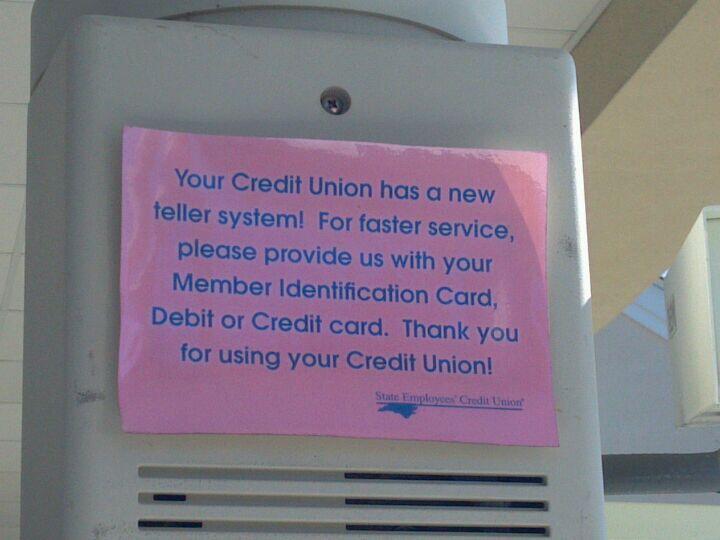 Your Credit Union has a new
teller system! For faster service,
please provide us with your
Member Identification Card,
Debit or Credit card. Thank you
for using your Credit Union!
State Employees' Credit Union®